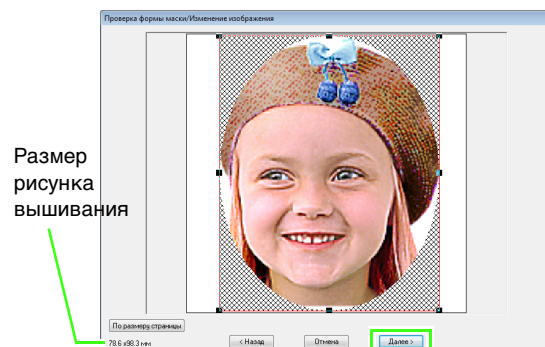 Проверка формы маски/Изменение изображения
Размер
рисунка
вышивания
По размеру страницы
78.6 x98.3 мм
< Назад
Отмена
Далее >